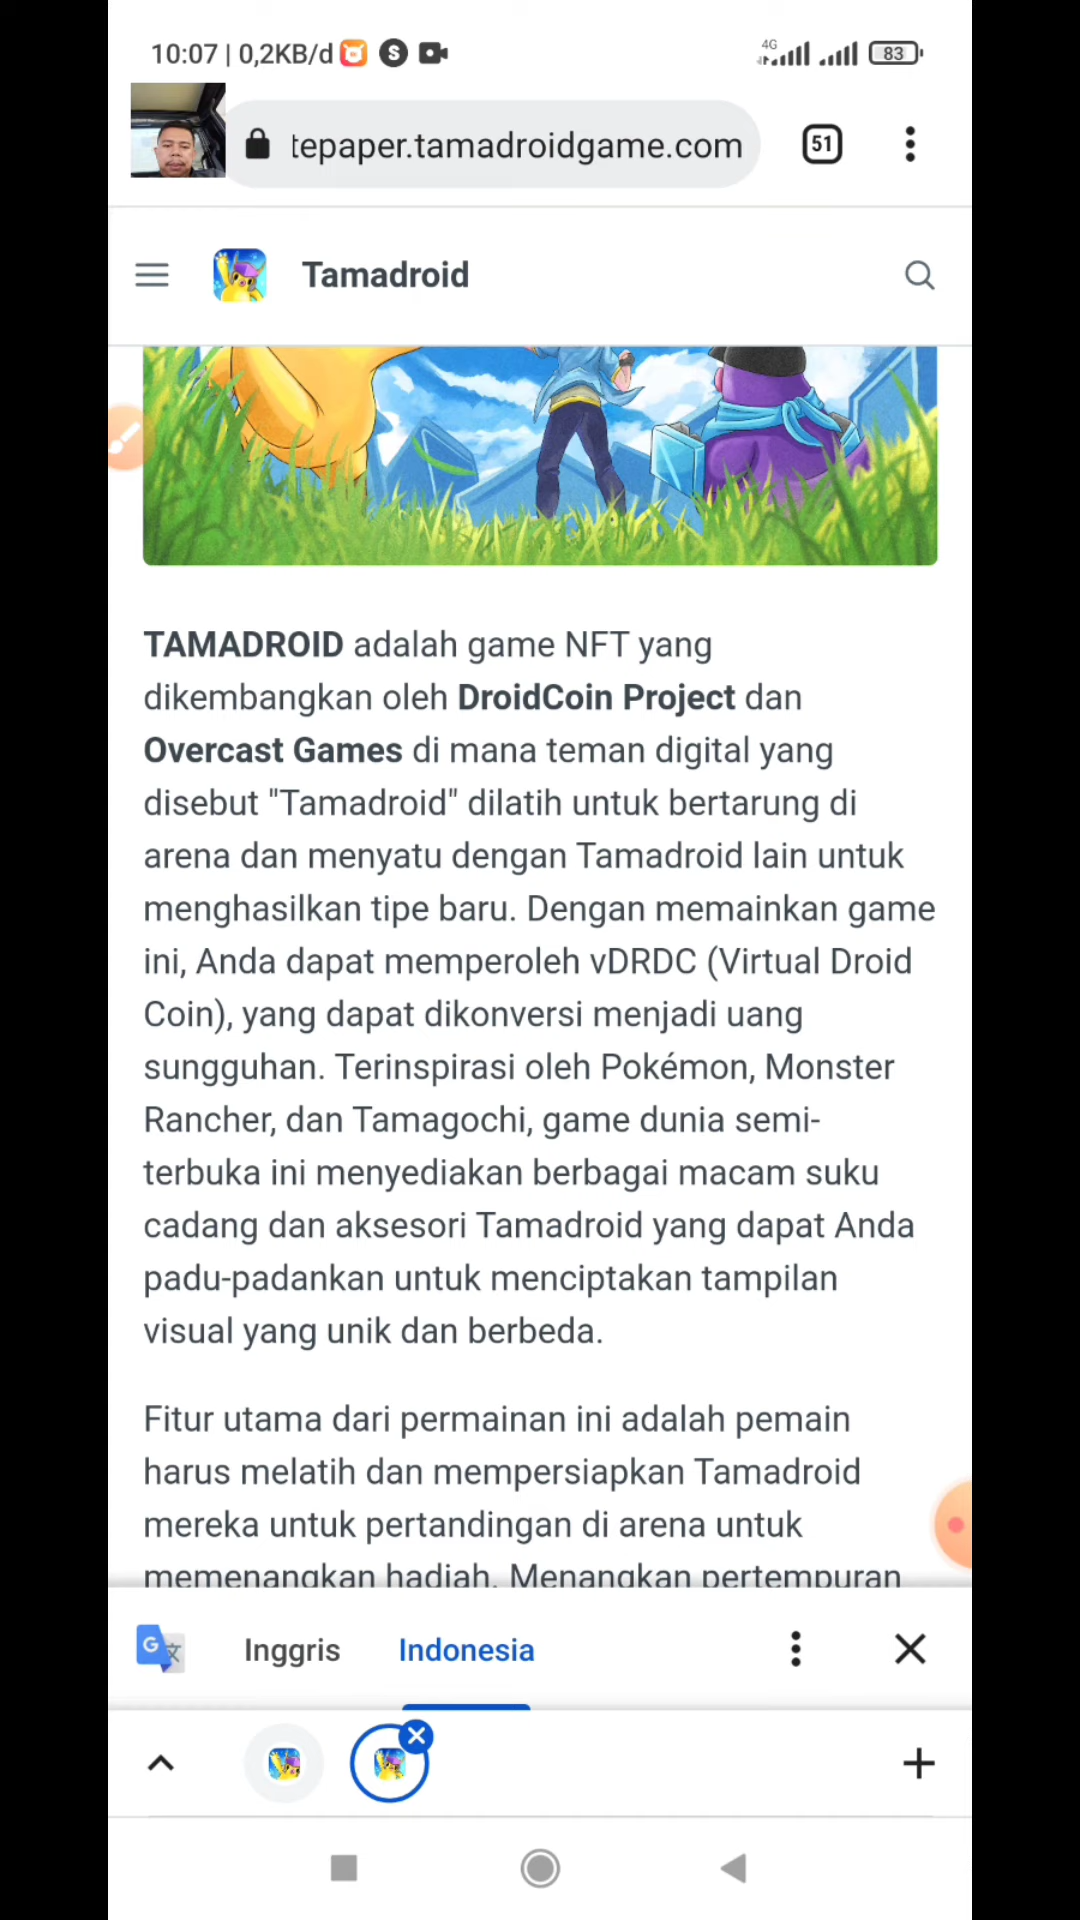 10:07 | 0,2KB/d
S
4G
83
tepaper.tamadroidgame.com
51
Tamadroid
TAMADROID adalah game NFT yang
dikembangkan oleh DroidCoin Project dan
Overcast Games di mana teman digital yang
disebut "Tamadroid" dilatih untuk bertarung di
arena dan menyatu dengan Tamadroid lain untuk
menghasilkan tipe baru. Dengan memainkan game
ini, Anda dapat memperoleh vDRDC (Virtual Droid
Coin), yang dapat dikonversi menjadi uang
sungguhan. Terinspirasi oleh Pokémon, Monster
Rancher, dan Tamagochi, game dunia semi-
terbuka ini menyediakan berbagai macam suku
cadang dan aksesori Tamadroid yang dapat Anda
padu-padankan untuk menciptakan tampilan
visual yang unik dan berbeda.
Fitur utama dari permainan ini adalah pemain
harus melatih dan mempersiapkan Tamadroid
mereka untuk pertandingan di arena untuk
memenangkan hadiah. Menangkan pertempuran
G 文
Inggris
Indonesia